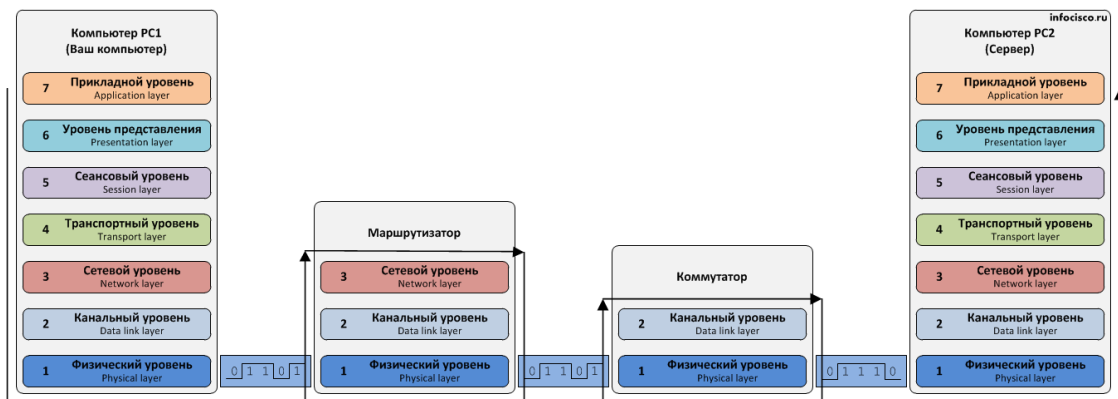 infocisco.ru
Компьютер PC1
(Ваш компьютер)
7 Прикладной уровень
Application layer
6 Уровень представления
Presentation layer
5 Сеансовый уровень
Session layer
4 Транспортный уровень
Transport layer
3 Сетевой уровень
Network layer
2 Канальный уровень
Data link layer
1 Физический уровень
Physical layer
0 1 1 0 1
Маршрутизатор
3 Сетевой уровень
Network layer
2 Канальный уровень
Data link layer
1 Физический уровень
Physical layer
0 1 1 0 1
Коммутатор
2 Канальный уровень
Data link layer
1 Физический уровень
Physical layer
0 1 1 1 0
Компьютер PC2
(Сервер)
7 Прикладной уровень
Application layer
6 Уровень представления
Presentation layer
5 Сеансовый уровень
Session layer
4 Транспортный уровень
Transport layer
3 Сетевой уровень
Network layer
2 Канальный уровень
Data link layer
1 Физический уровень
Physical layer